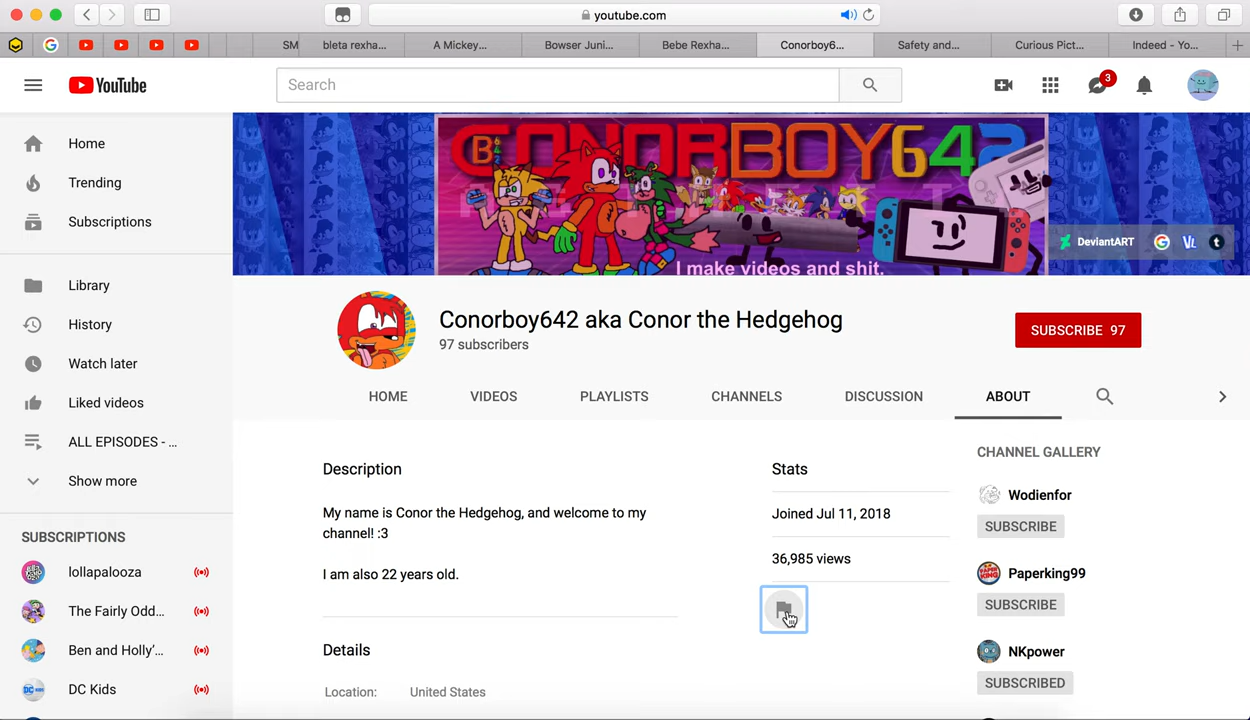 youtube.com
SM
bleta rexha...
A Mickey...
Bowser Juni...
Bebe Rexha...
Conorboy6...
Safety and...
Curious Pict...
Indeed - Yo...
YouTube
Search
3
Home
Trending
Subscriptions
Library
History
Watch later
Liked videos
ALL EPISODES - ...
Show more
SUBSCRIPTIONS
lollapalooza
The Fairly Odd...
Ben and Holly'...
DC Kids
CONORBOY642
I make videos and shit.
DeviantART
Conorboy642 aka Conor the Hedgehog
97 subscribers
SUBSCRIBE 97
HOME
VIDEOS
PLAYLISTS
CHANNELS
DISCUSSION
ABOUT
Description
My name is Conor the Hedgehog, and welcome to my
channel! :3
I am also 22 years old.
Details
Location: United States
Stats
Joined Jul 11, 2018
36,985 views
CHANNEL GALLERY
Wodienfor
SUBSCRIBE
Paperking99
SUBSCRIBE
NKpower
SUBSCRIBED